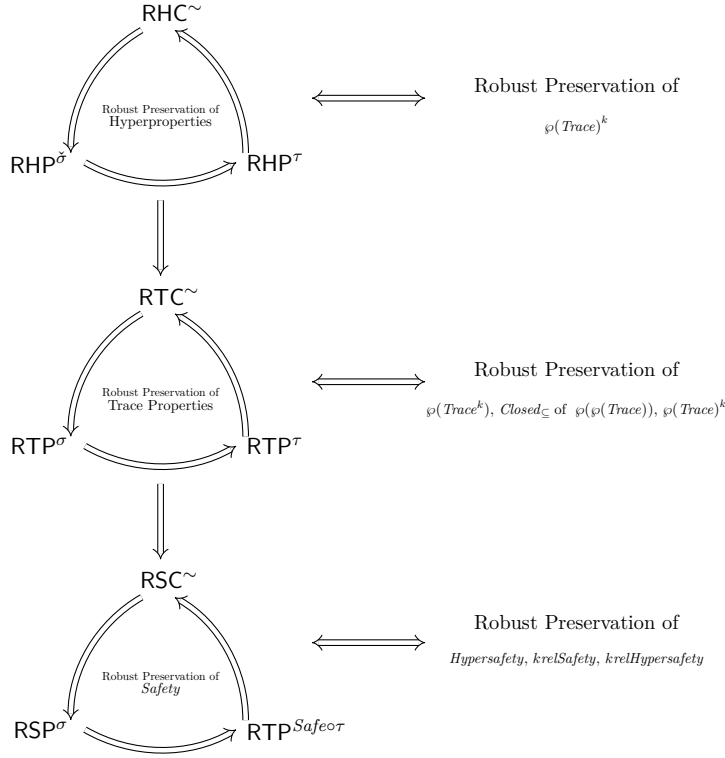 RHC∼
Robust Preservation of
Hyperproperties
RHP^σ̌
RHP^τ
Robust Preservation of
℘(Trace)^k
RTC∼
Robust Preservation of
Trace Properties
RTP^σ
RTP^τ
Robust Preservation of
℘(Trace^k), Closed⊆ of ℘(℘(Trace)), ℘(Trace)^k
RSC∼
Robust Preservation of
Safety
RSP^σ
RTP^Safe∘τ
Robust Preservation of
Hypersafety, krelSafety, krelHypersafety